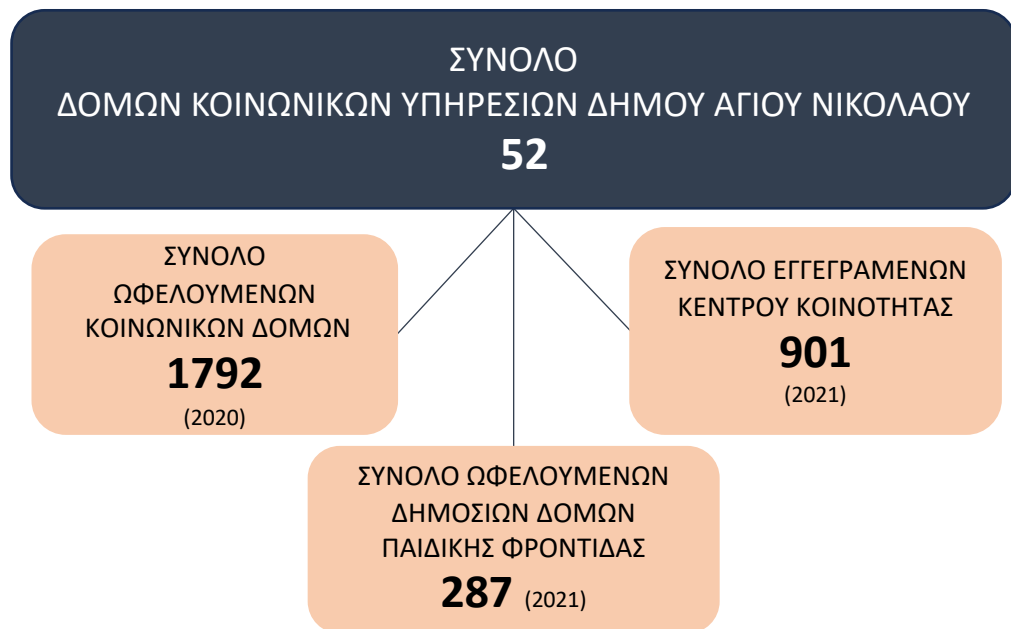 ΣΥΝΟΛΟ
ΔΟΜΩΝ ΚΟΙΝΩΝΙΚΩΝ ΥΠΗΡΕΣΙΩΝ ΔΗΜΟΥ ΑΓΙΟΥ ΝΙΚΟΛΑΟΥ
52
ΣΥΝΟΛΟ
ΩΦΕΛΟΥΜΕΝΩΝ
ΚΟΙΝΩΝΙΚΩΝ ΔΟΜΩΝ
1792
(2020)
ΣΥΝΟΛΟ ΕΓΓΕΓΡΑΜΕΝΩΝ
ΚΕΝΤΡΟΥ ΚΟΙΝΟΤΗΤΑΣ
901
(2021)
ΣΥΝΟΛΟ ΩΦΕΛΟΥΜΕΝΩΝ
ΔΗΜΟΣΙΩΝ ΔΟΜΩΝ
ΠΑΙΔΙΚΗΣ ΦΡΟΝΤΙΔΑΣ
287 (2021)